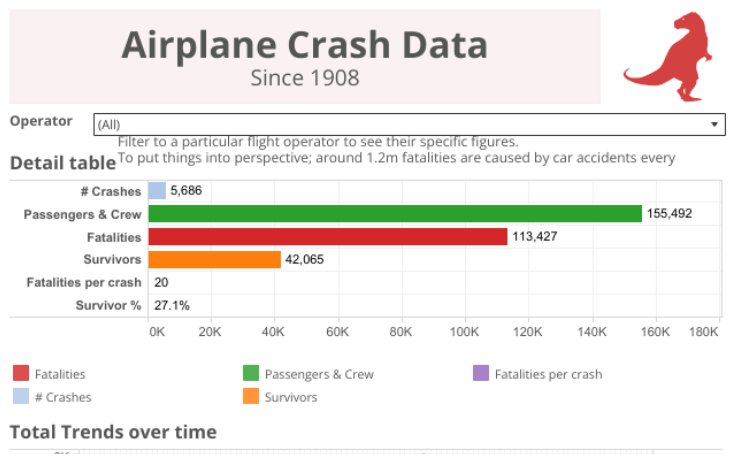 Airplane Crash Data
Since 1908
Operator
(All)
Filter to a particular flight operator to see their specific figures.
To put things into perspective; around 1.2m fatalities are caused by car accidents every
Detail table
# Crashes 5,686
Passengers & Crew 155,492
Fatalities 113,427
Survivors 42,065
Fatalities per crash 20
Survivor % 27.1%
0K 20K 40K 60K 80K 100K 120K 140K 160K 180K
Fatalities Passengers & Crew Fatalities per crash
# Crashes Survivors
Total Trends over time